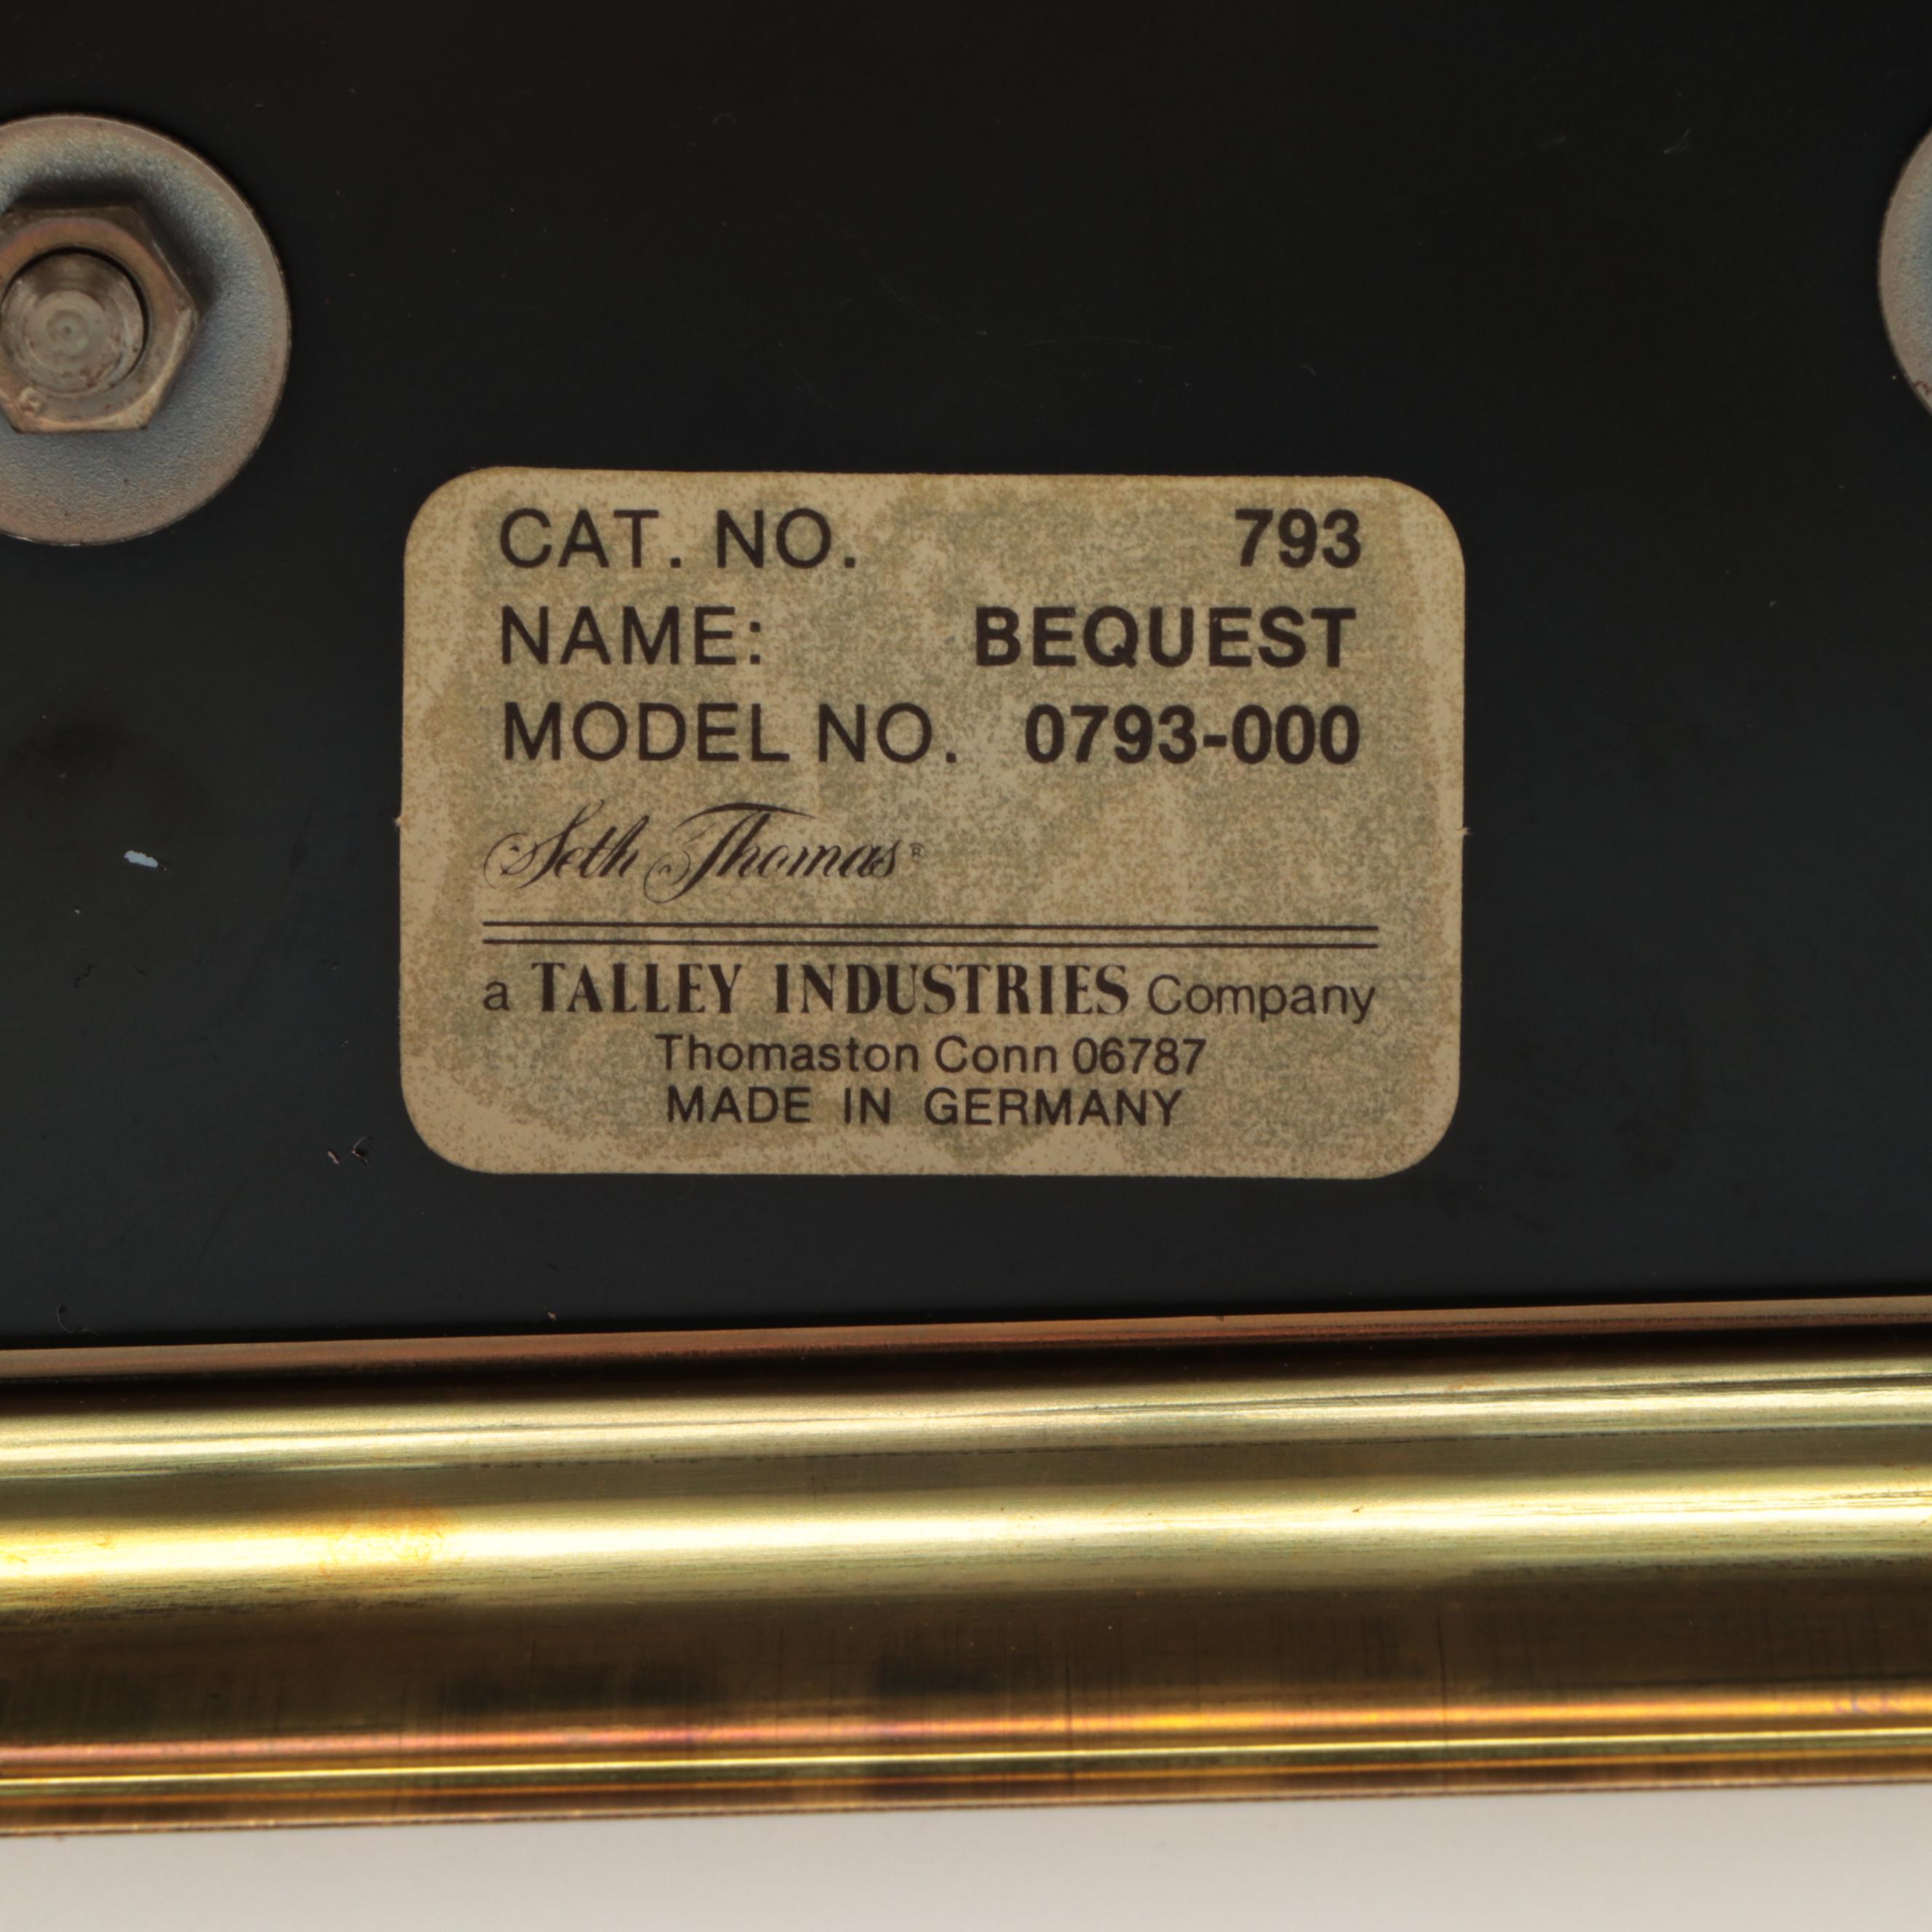 CAT. NO. 793
NAME: BEQUEST
MODEL NO. 0793-000
Seth Thomas®
a TALLEY INDUSTRIES Company
Thomaston Conn 06787
MADE IN GERMANY